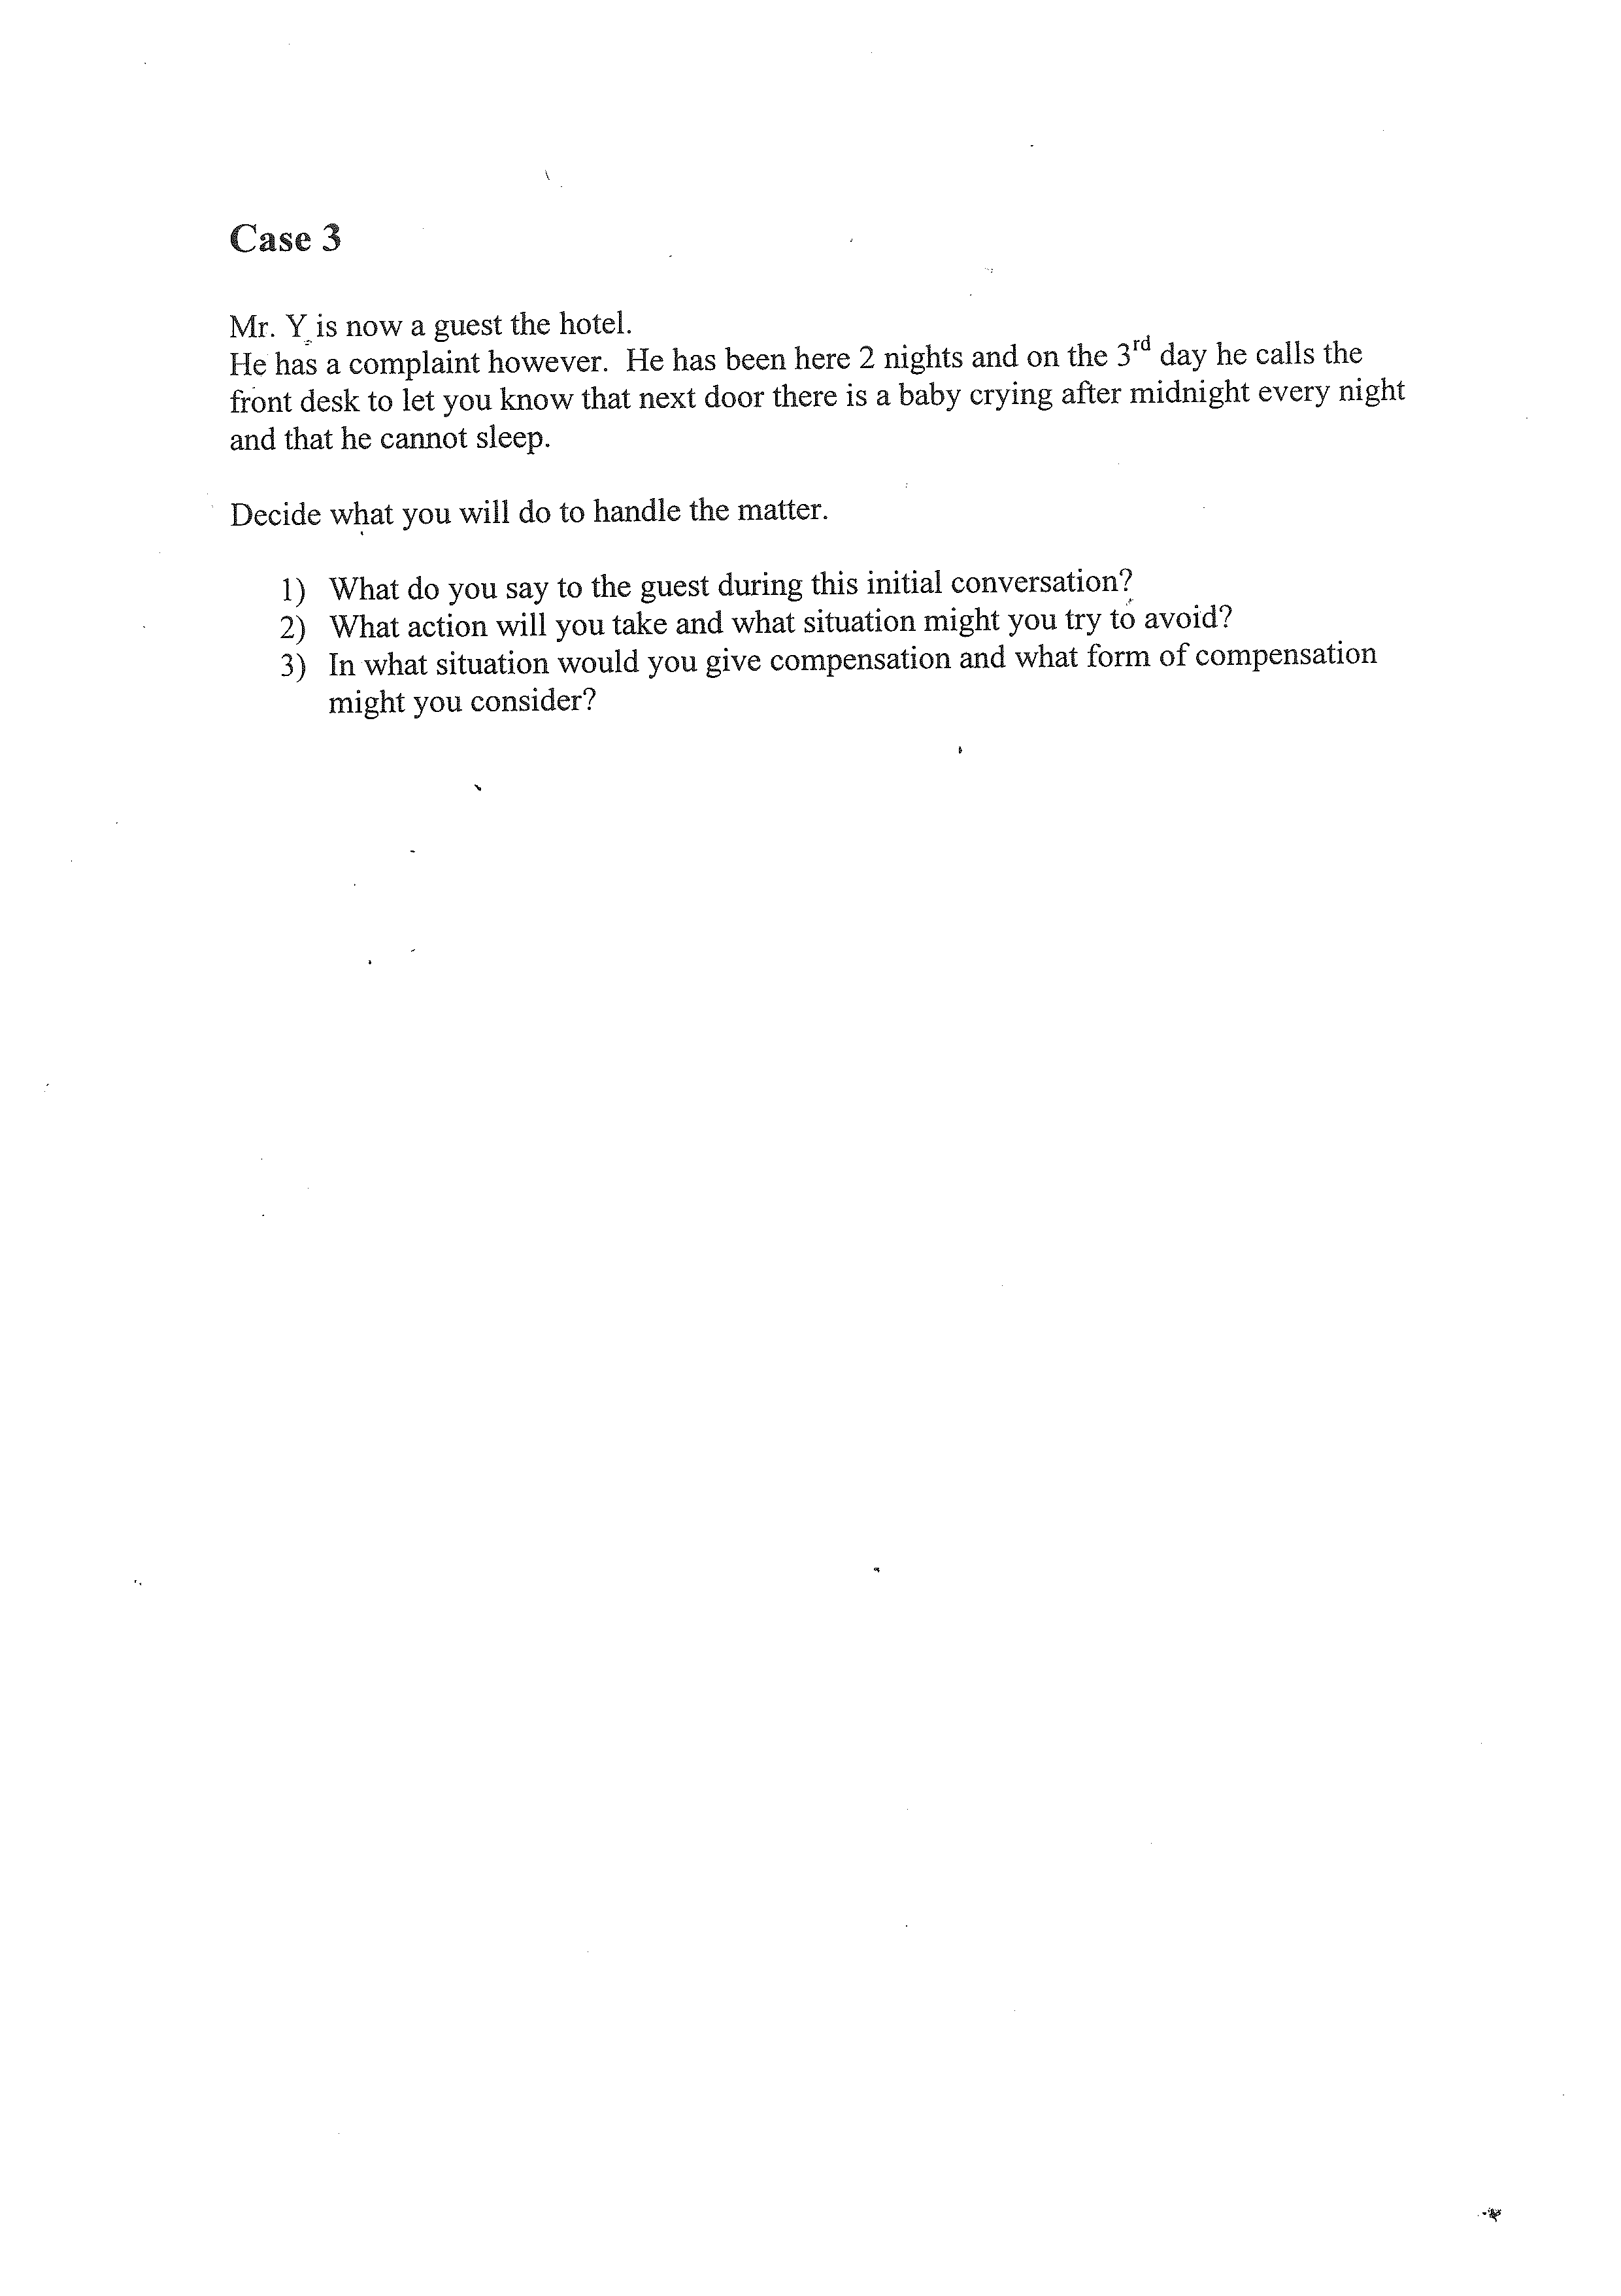 Case 3
Mr. Y is now a guest the hotel.
He has a complaint however. He has been here 2 nights and on the 3rd day he calls the
front desk to let you know that next door there is a baby crying after midnight every night
and that he cannot sleep.
Decide what you will do to handle the matter.
1) What do you say to the guest during this initial conversation?
2) What action will you take and what situation might you try to avoid?
3) In what situation would you give compensation and what form of compensation
might you consider?